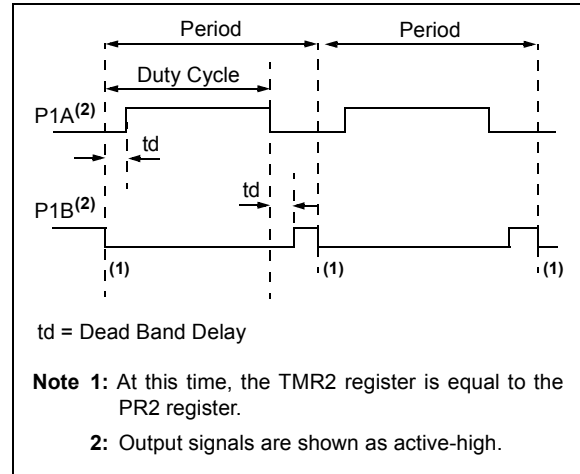 Period Period
Duty Cycle
P1A(2)
td
td
P1B(2)
(1) (1) (1)
td = Dead Band Delay
Note 1: At this time, the TMR2 register is equal to the
PR2 register.
2: Output signals are shown as active-high.